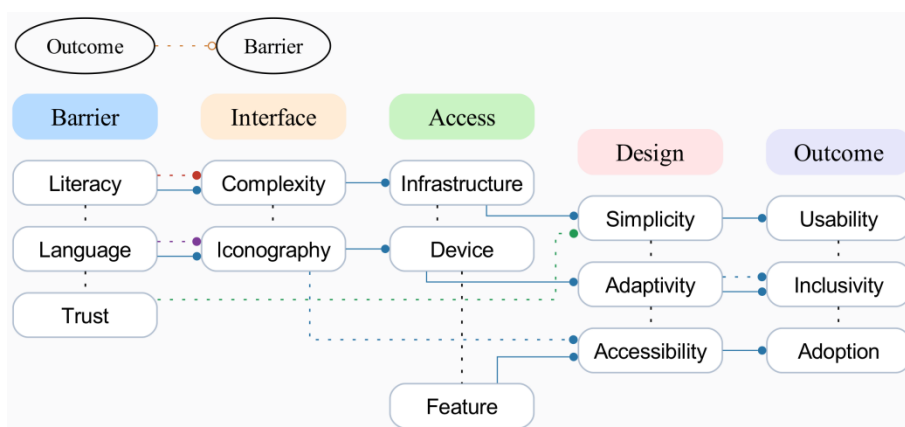 Outcome
Barrier
Barrier
Interface
Access
Design
Outcome
Literacy
Complexity
Infrastructure
Simplicity
Usability
Language
Iconography
Device
Adaptivity
Inclusivity
Trust
Accessibility
Adoption
Feature